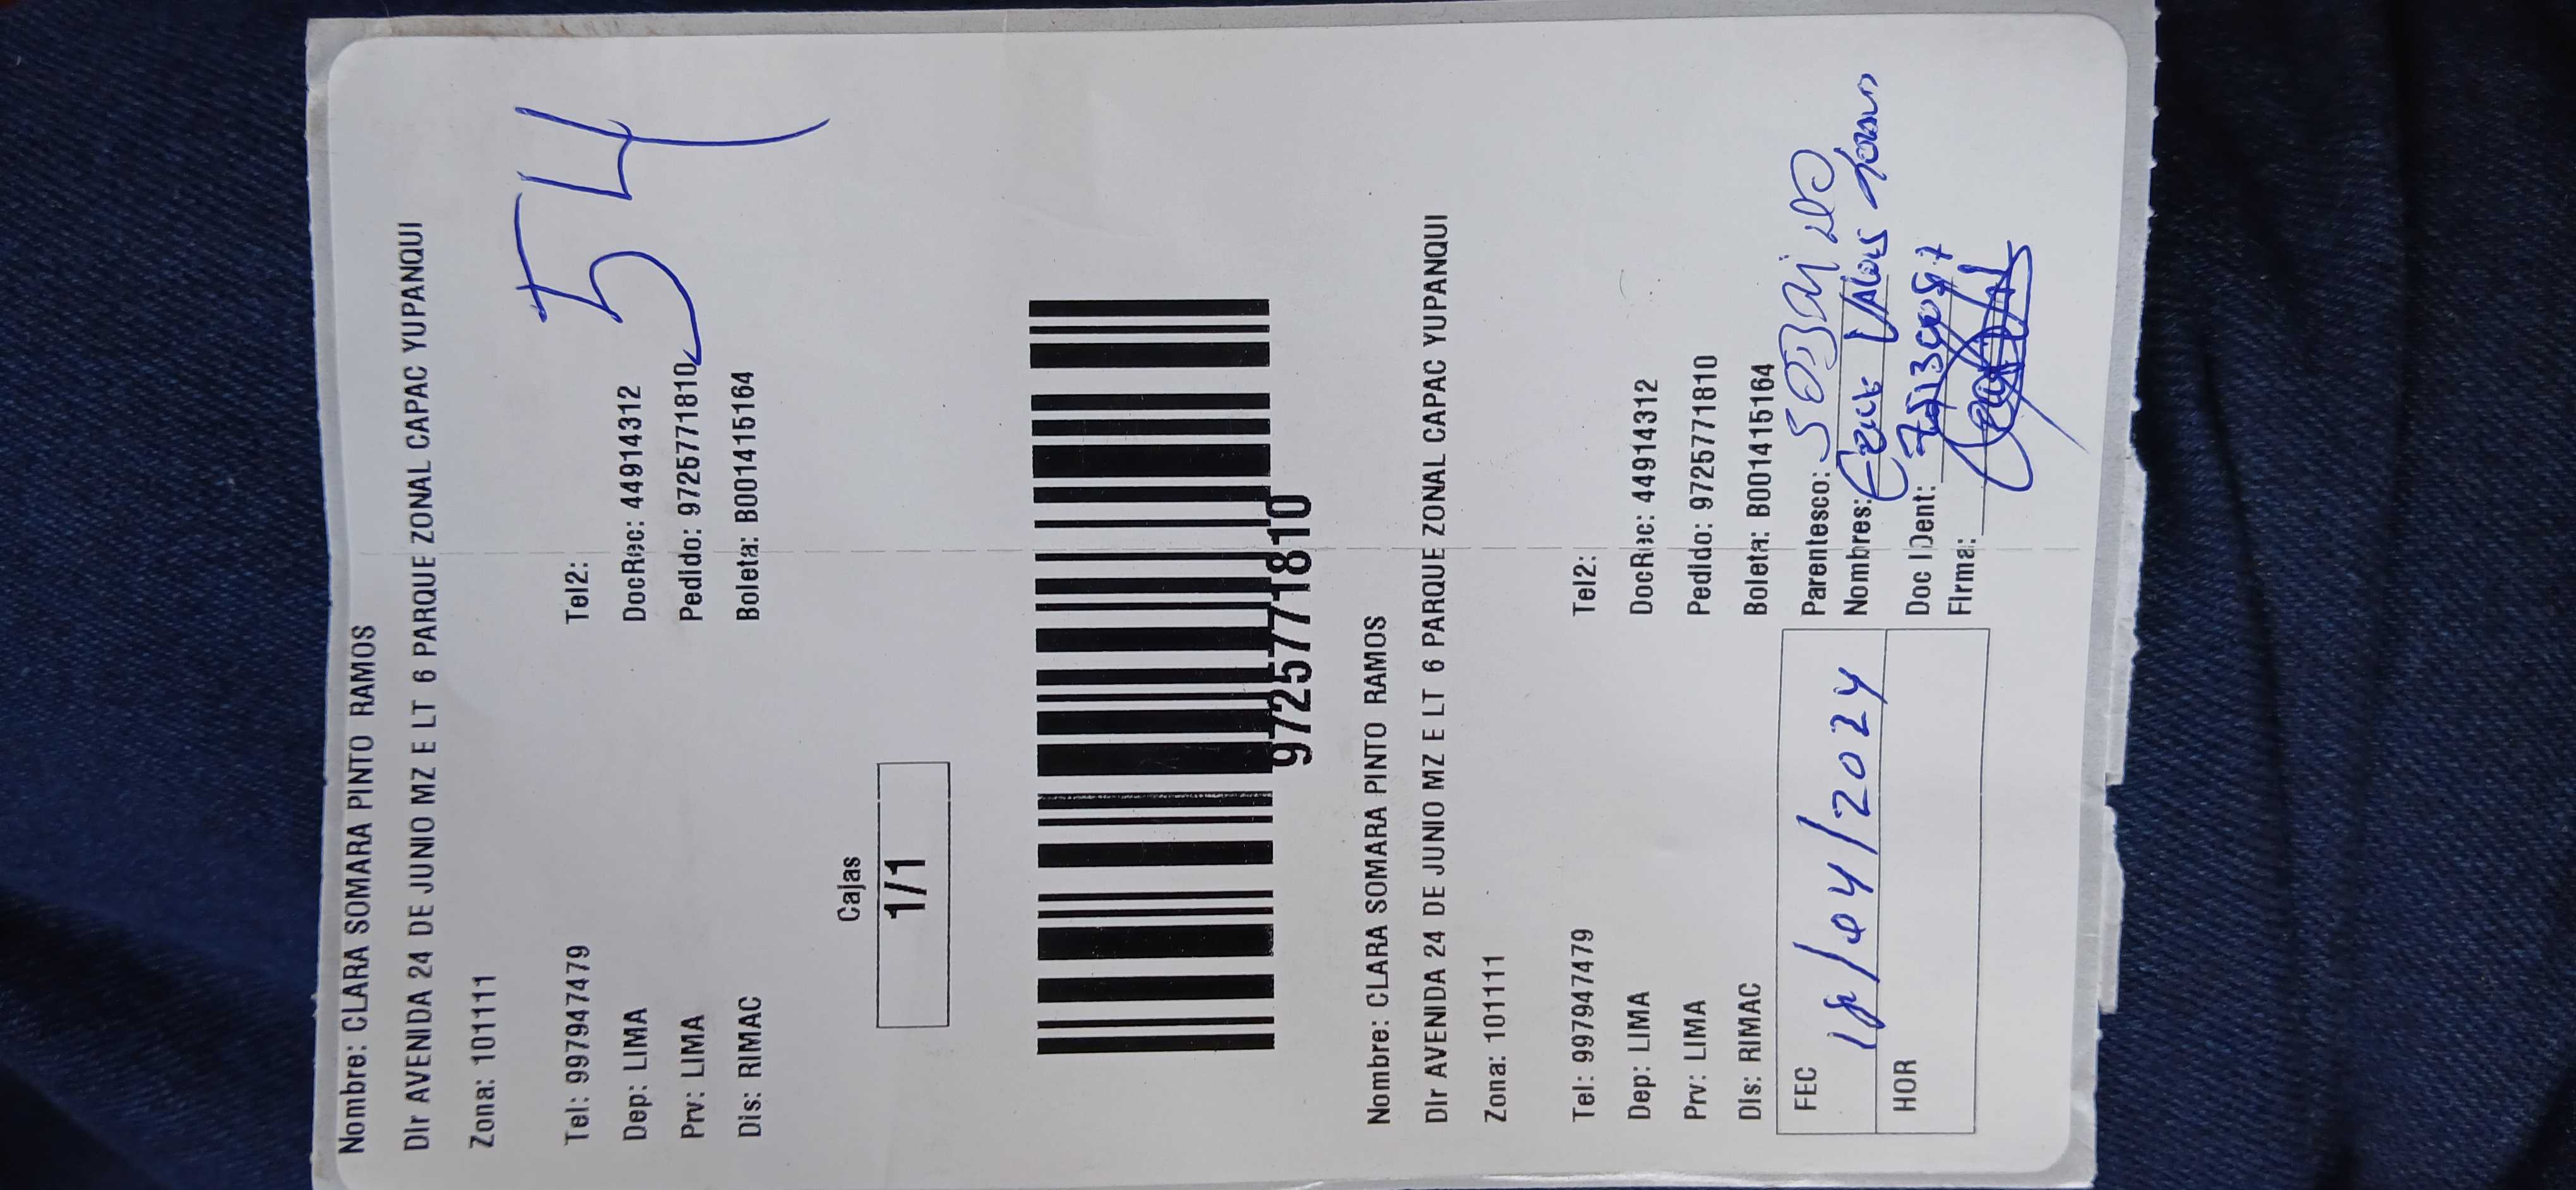 Nombre: CLARA SOMARA PINTO RAMOS
Dir AVENIDA 24 DE JUNIO MZ E LT 6 PARQUE ZONAL CAPAC YUPANQUI
Zona: 101111
54
Tel: 997947479 Tel2:
Dep: LIMA DocRec: 44914312
Prv: LIMA Pedido: 9725771810
Dis: RIMAC Boleta: B001415164
Cajas
1/1
9725771810
Nombre: CLARA SOMARA PINTO RAMOS
Dir AVENIDA 24 DE JUNIO MZ E LT 6 PARQUE ZONAL CAPAC YUPANQUI
Zona: 101111
Tel: 997947479 Tel2:
Dep: LIMA DocRec: 44914312
Prv: LIMA Pedido: 9725771810
Dis: RIMAC Boleta: B001415164
FEC 18/04/2024 Parentesco: SOBRINO
Nombres:
HOR Doc IDent:
Firma: